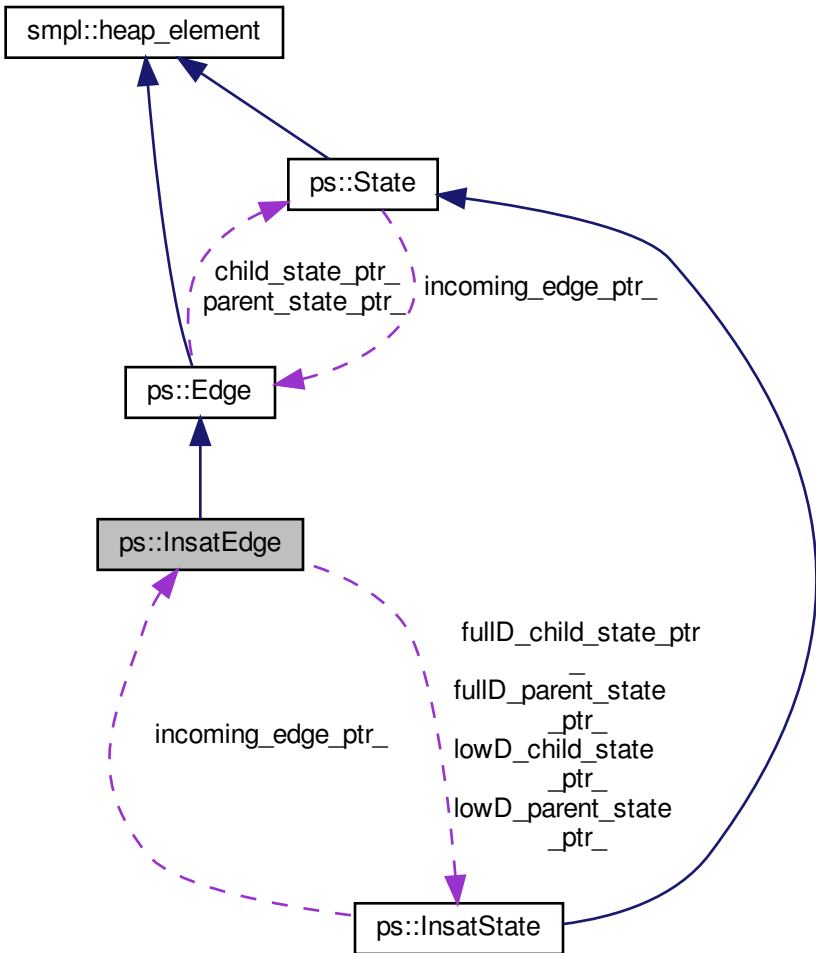 smpl::heap_element
ps::State
child_state_ptr_
parent_state_ptr_
incoming_edge_ptr_
ps::Edge
ps::InsatEdge
fullD_child_state_ptr
_
fullD_parent_state
_ptr_
lowD_child_state
_ptr_
lowD_parent_state
_ptr_
incoming_edge_ptr_
ps::InsatState